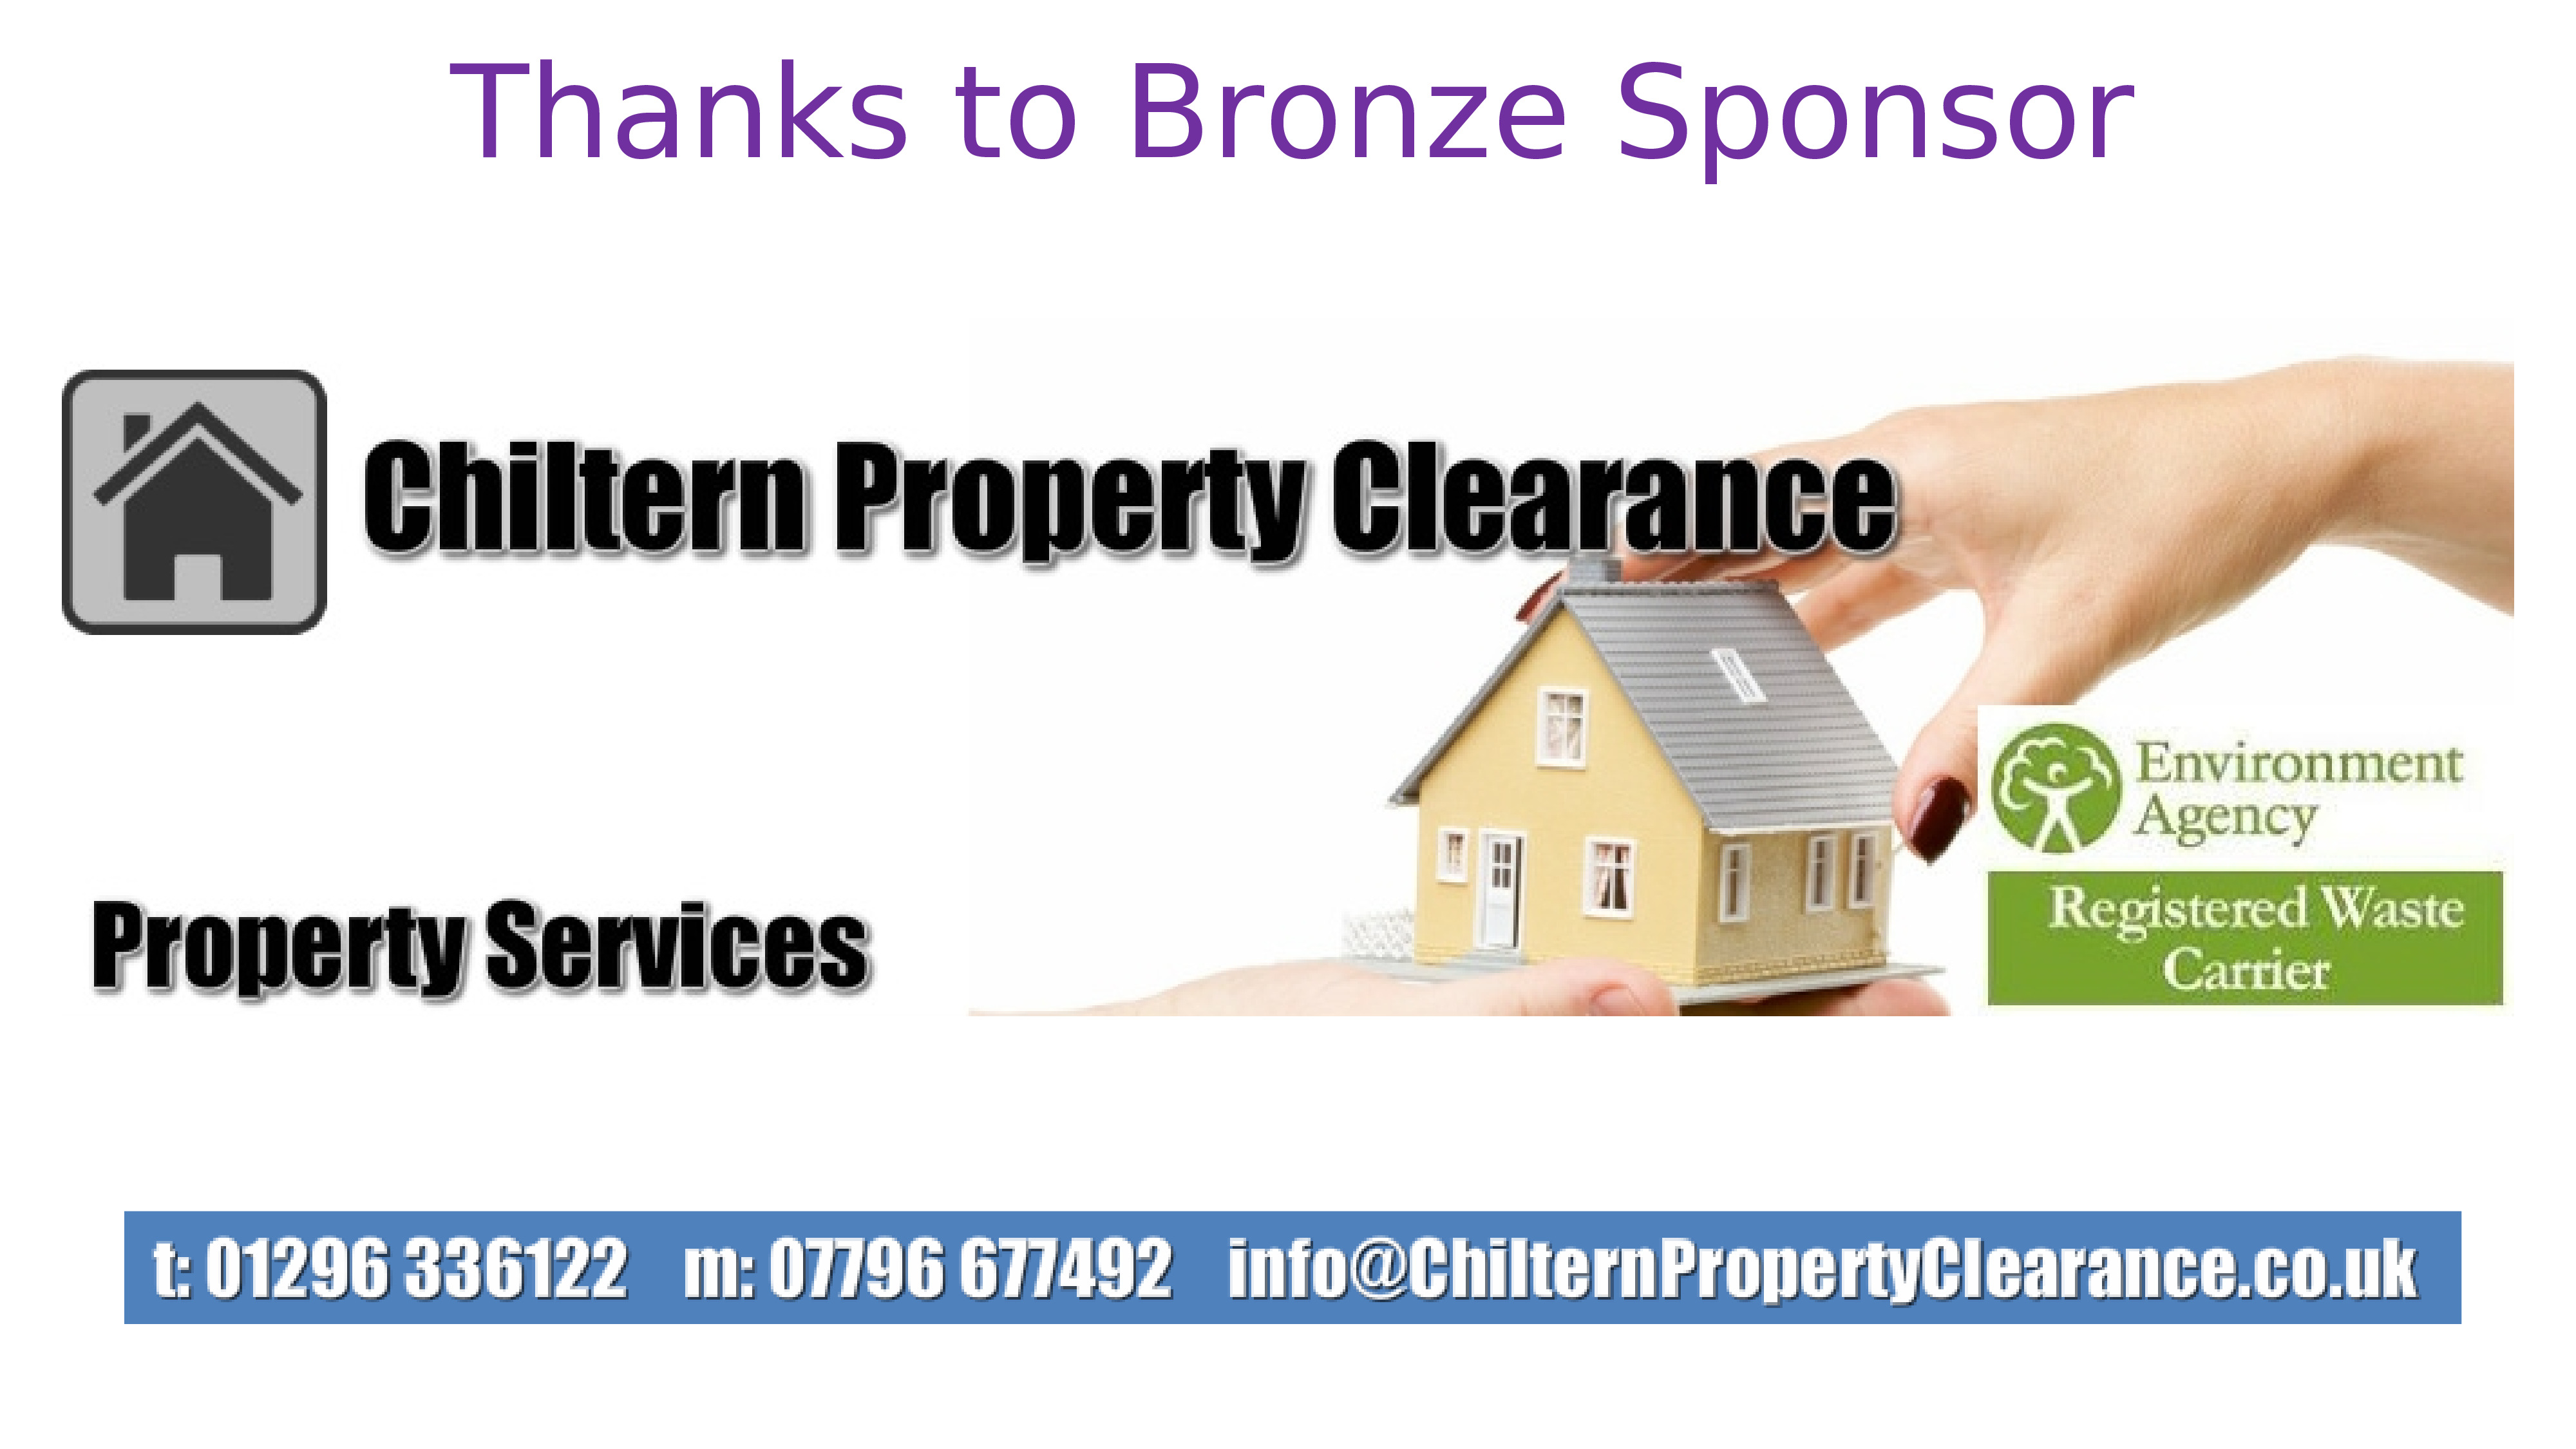 Thanks to Bronze Sponsor
Chiltern Property Clearance
Environment
Agency
Registered Waste
Carrier
Property Services
t: 01296 336122 m: 07796 677492 info@ChilternPropertyClearance.co.uk